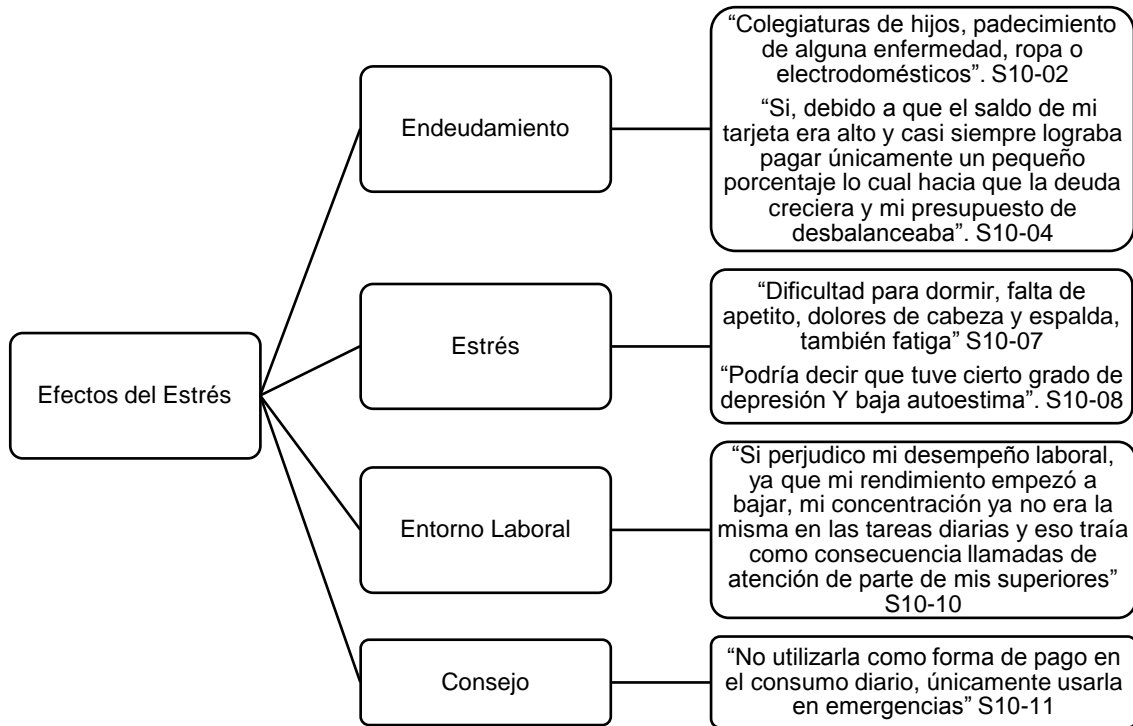 Efectos del Estrés
Endeudamiento
“Colegiaturas de hijos, padecimiento
de alguna enfermedad, ropa o
electrodomésticos”. S10-02
“Si, debido a que el saldo de mi
tarjeta era alto y casi siempre lograba
pagar únicamente un pequeño
porcentaje lo cual hacia que la deuda
creciera y mi presupuesto de
desbalanceaba”. S10-04
Estrés
“Dificultad para dormir, falta de
apetito, dolores de cabeza y espalda,
también fatiga” S10-07
“Podría decir que tuve cierto grado de
depresión Y baja autoestima”. S10-08
Entorno Laboral
“Si perjudico mi desempeño laboral,
ya que mi rendimiento empezó a
bajar, mi concentración ya no era la
misma en las tareas diarias y eso traía
como consecuencia llamadas de
atención de parte de mis superiores”
S10-10
Consejo
“No utilizarla como forma de pago en
el consumo diario, únicamente usarla
en emergencias” S10-11